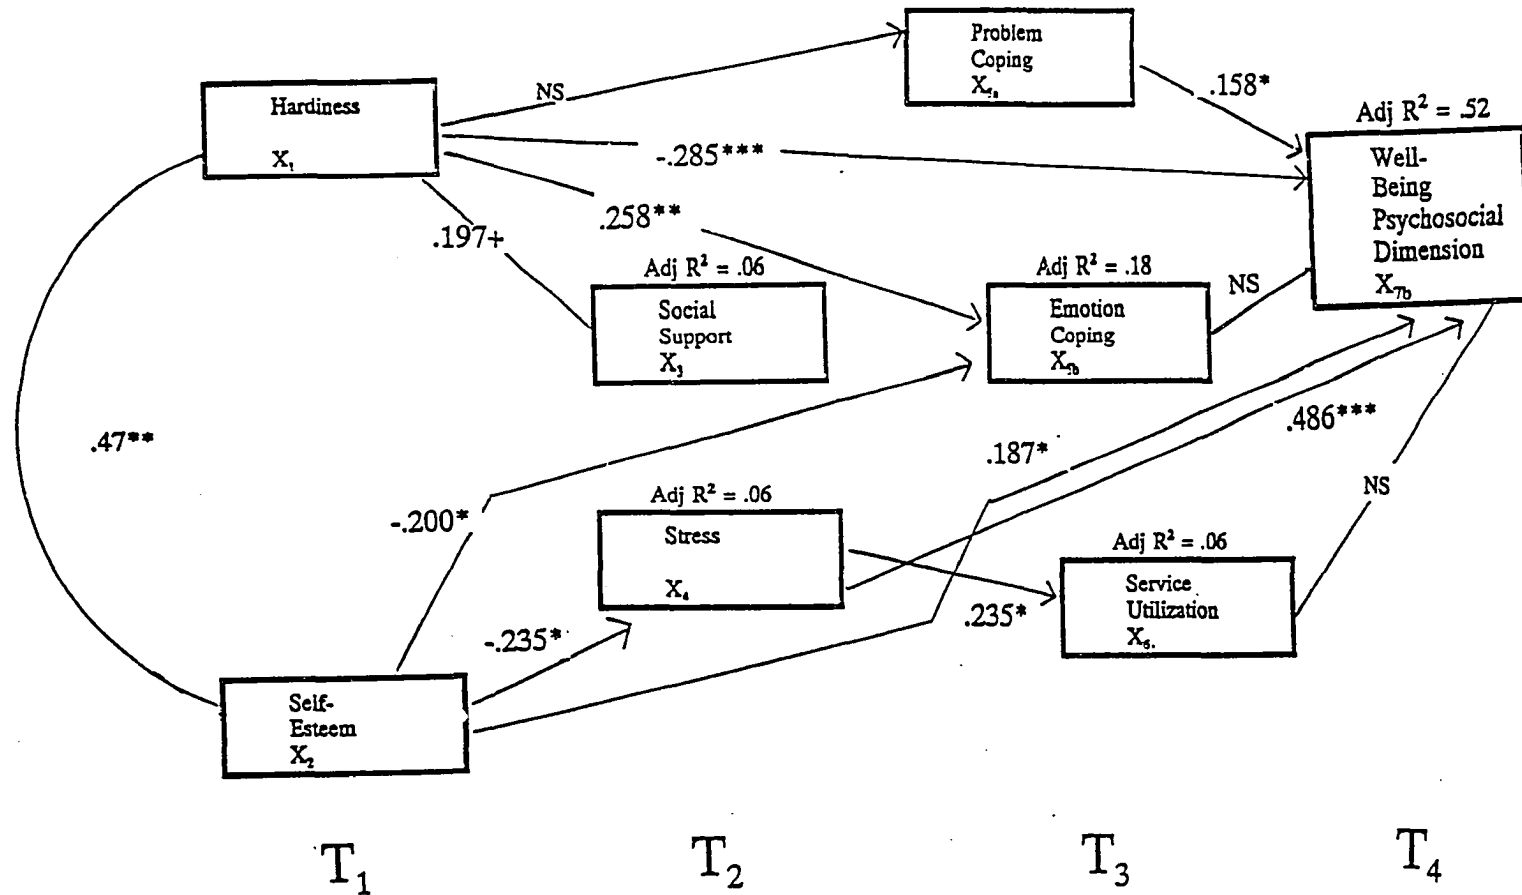 Problem
Coping
X5a
NS
.158*
Adj R² = .52
Hardiness
X1
-.285***
Well-
Being
Psychosocial
Dimension
X7b
.258**
.197+
Adj R² = .06
Social
Support
X3
Adj R² = .18
Emotion
Coping
X5b
NS
.47**
.187*
.486***
-.200*
Adj R² = .06
Stress
X4
NS
Adj R² = .06
Service
Utilization
X6.
.235*
-.235*
Self-
Esteem
X2
T1
T2
T3
T4